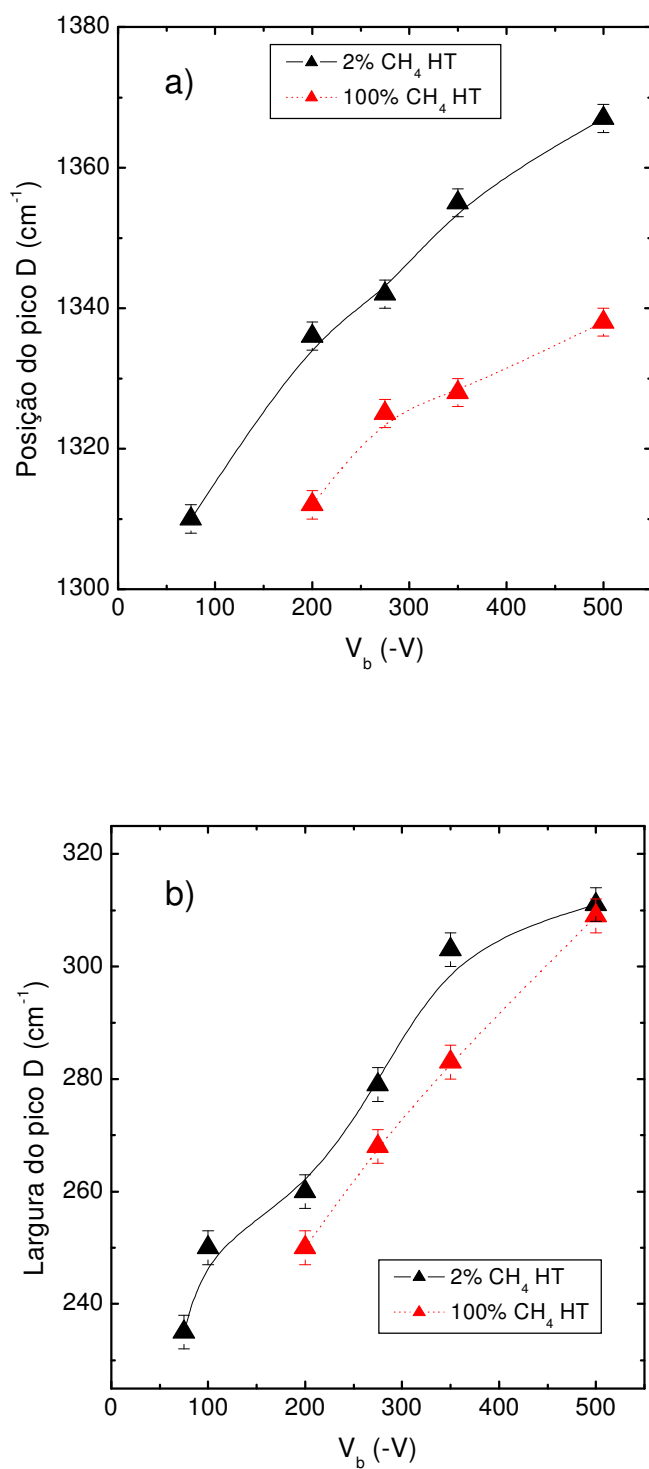 1380
1360
1340
1320
1300
a)
2% CH4 HT
100% CH4 HT
Posição do pico D (cm-1)
0 100 200 300 400 500
Vb (-V)
320
300
280
260
240
b)
Largura do pico D (cm-1)
2% CH4 HT
100% CH4 HT
0 100 200 300 400 500
Vb (-V)